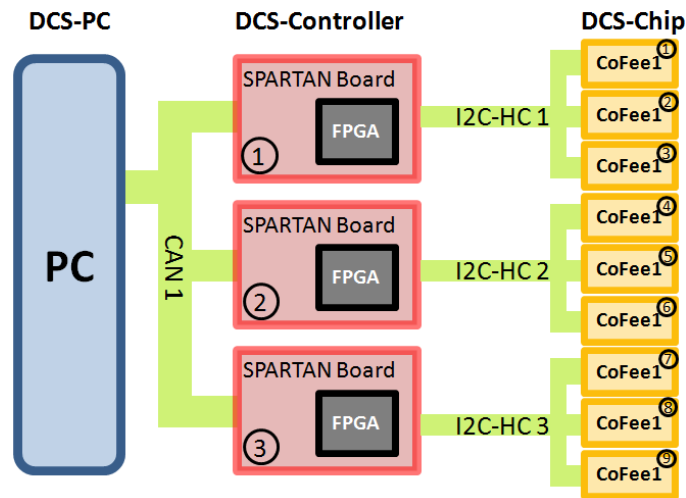 DCS-PC DCS-Controller DCS-Chip
PC
CAN 1
SPARTAN Board
FPGA
1
I2C-HC 1
CoFee1 1
CoFee1 2
CoFee1 3
SPARTAN Board
FPGA
2
I2C-HC 2
CoFee1 4
CoFee1 5
CoFee1 6
SPARTAN Board
FPGA
3
I2C-HC 3
CoFee1 7
CoFee1 8
CoFee1 9